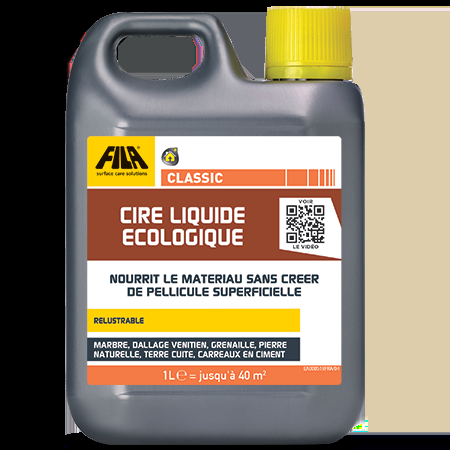 FILA
surface care solutions
CLASSIC
CIRE LIQUIDE
ECOLOGIQUE
VOIR
LE VIDÉO
NOURRIT LE MATERIAU SANS CREER
DE PELLICULE SUPERFICIELLE
RELUSTRABLE
MARBRE, DALLAGE VENITIEN, GRENAILLE, PIERRE
NATURELLE, TERRE CUITE, CARREAUX EN CIMENT
1L℮ = jusqu'à 40 m²